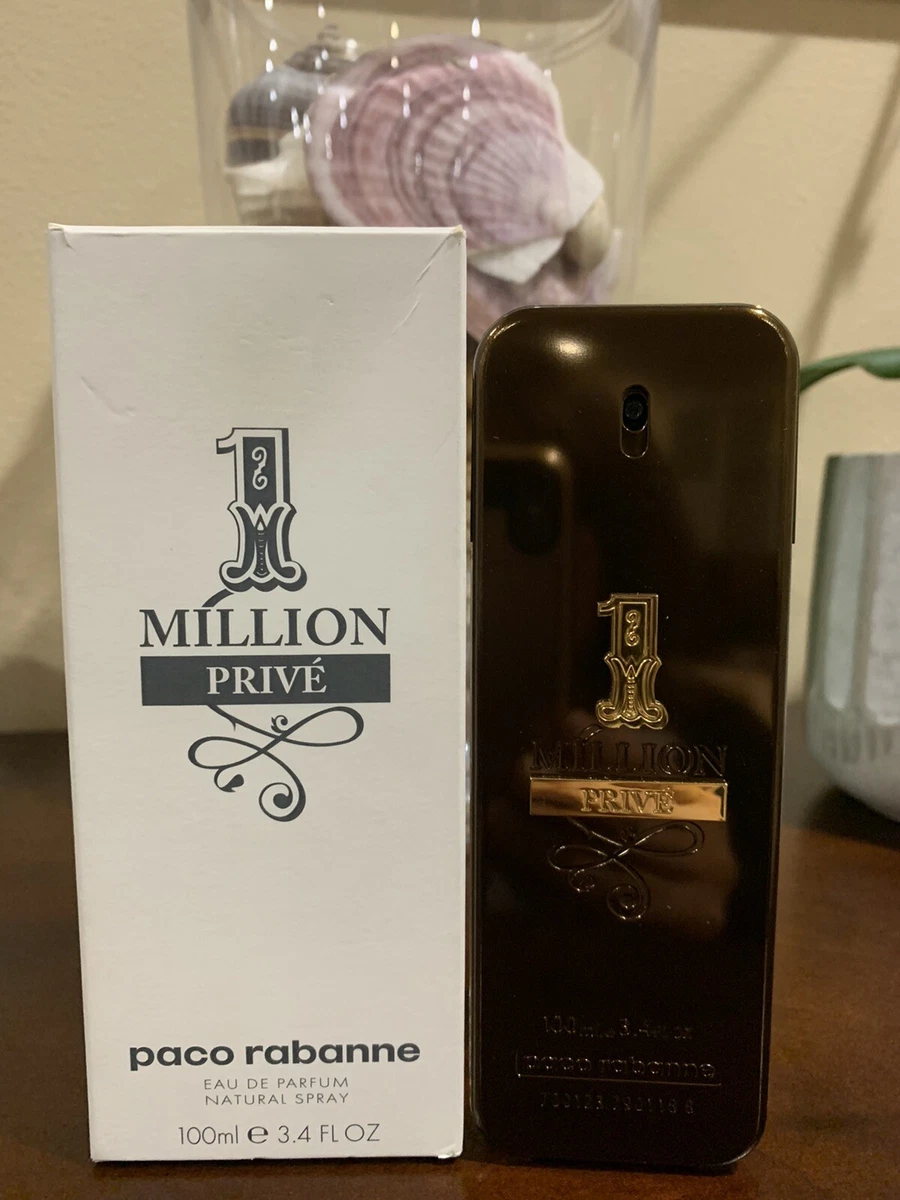 1
MILLION
PRIVÉ
paco rabanne
EAU DE PARFUM
NATURAL SPRAY
100ml e 3.4 FL OZ
1
MILLION
PRIVÉ
paco rabanne